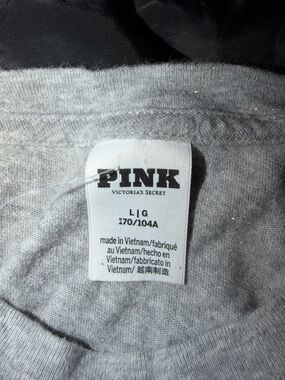 PINK
VICTORIA'S SECRET
L | G
170/104A
made in Vietnam/fabriqué
au Vietnam/hecho en
Vietnam/fabbricato in
Vietnam/ 越南制造